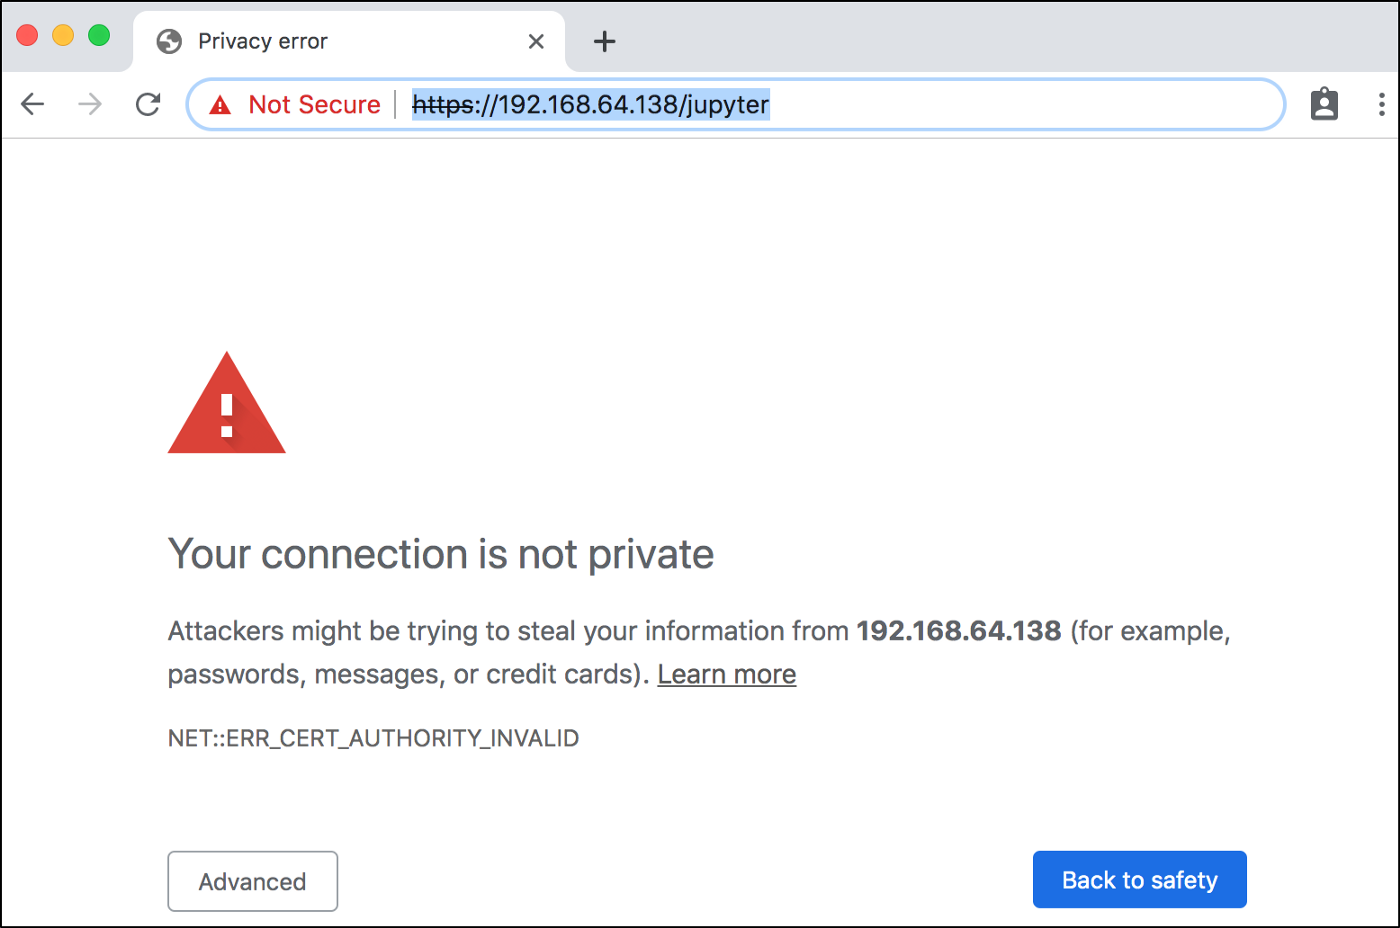 Privacy error
Not Secure https://192.168.64.138/jupyter
Your connection is not private
Attackers might be trying to steal your information from 192.168.64.138 (for example,
passwords, messages, or credit cards). Learn more
NET::ERR_CERT_AUTHORITY_INVALID
Advanced
Back to safety